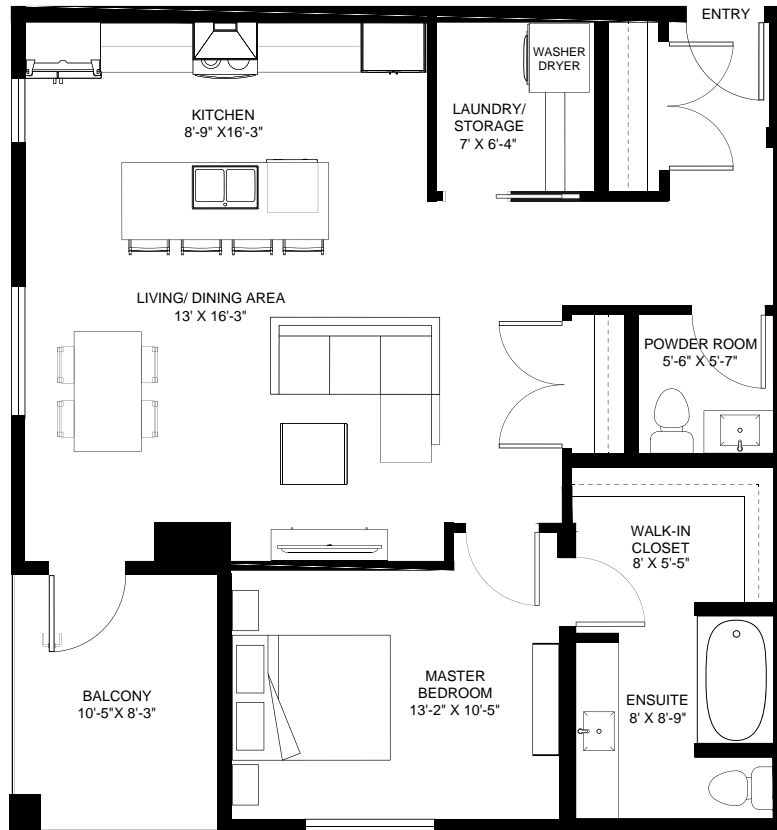 ENTRY
WASHER
DRYER
KITCHEN
8'-9" X16'-3"
LAUNDRY/
STORAGE
7' X 6'-4"
LIVING/ DINING AREA
13' X 16'-3"
POWDER ROOM
5'-6" X 5'-7"
WALK-IN
CLOSET
8' X 5'-5"
MASTER
BEDROOM
13'-2" X 10'-5"
BALCONY
10'-5"X 8'-3"
ENSUITE
8' X 8'-9"